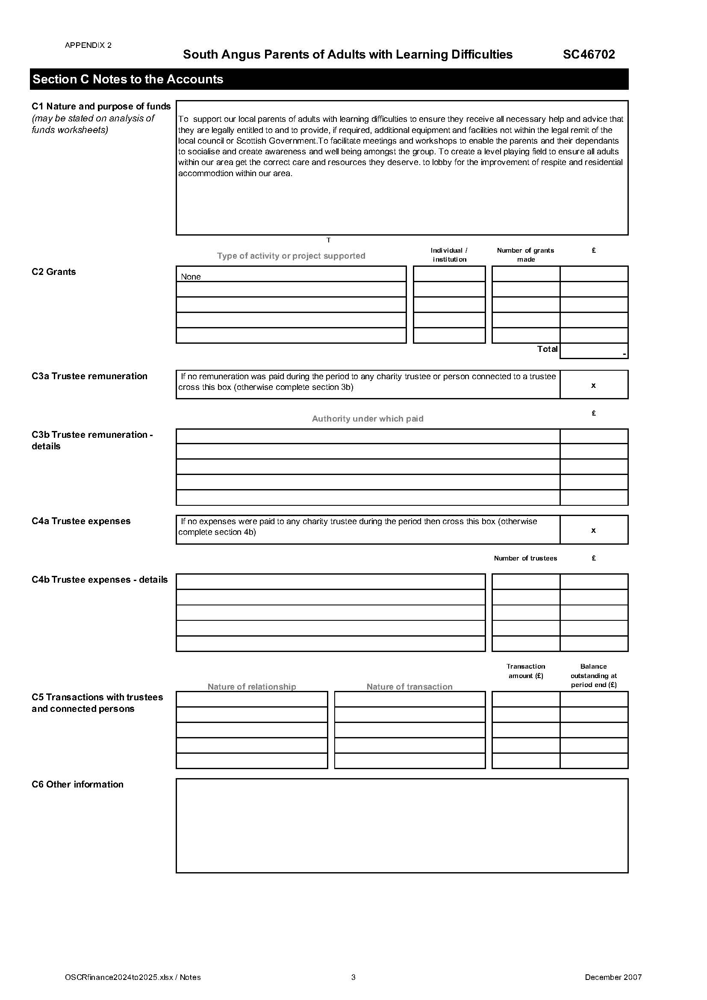 APPENDIX 2
South Angus Parents of Adults with Learning Difficulties SC46702
Section C Notes to the Accounts
C1 Nature and purpose of funds
(may be stated on analysis of
funds worksheets)
To  support our local parents of adults with learning difficulties to ensure they receive all necessary help and advice that
they are legally entitled to and to provide, if required, additional equipment and facilities not within the legal remit of the
local council or Scottish Government.To facilitate meetings and workshops to enable the parents and their dependants
to socialise and create awareness and well being amongst the group. To create a level playing field to ensure all adults
within our area get the correct care and resources they deserve. to lobby for the improvement of respite and residential
accommodtion within our area.
T
Type of activity or project supported
Individual /
institution
Number of grants
made
£
C2 Grants
None
Total
-
C3a Trustee remuneration
If no remuneration was paid during the period to any charity trustee or person connected to a trustee
cross this box (otherwise complete section 3b)
x
Authority under which paid
£
C3b Trustee remuneration -
details
C4a Trustee expenses
If no expenses were paid to any charity trustee during the period then cross this box (otherwise
complete section 4b)
x
Number of trustees
£
C4b Trustee expenses - details
Nature of relationship
Nature of transaction
Transaction
amount (£)
Balance
outstanding at
period end (£)
C5 Transactions with trustees
and connected persons
C6 Other information
OSCRfinance2024to2025.xlsx / Notes
3
December 2007